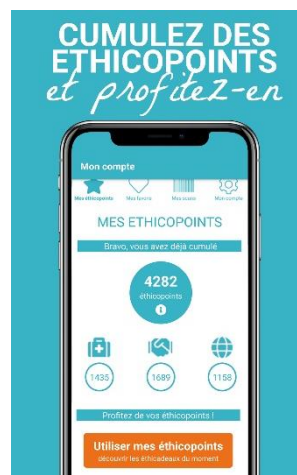 CUMULEZ DES
ETHICOPOINTS
et profitez-en
Mon compte
Mes éthicopoints Mes favoris Mes scans Mon compte
MES ETHICOPOINTS
Bravo, vous avez déjà cumulé
4282
éthicopoints
1435 1689 1158
Profitez de vos éthicopoints !
Utiliser mes éthicopoints
découvrir les éthicadeaux du moment